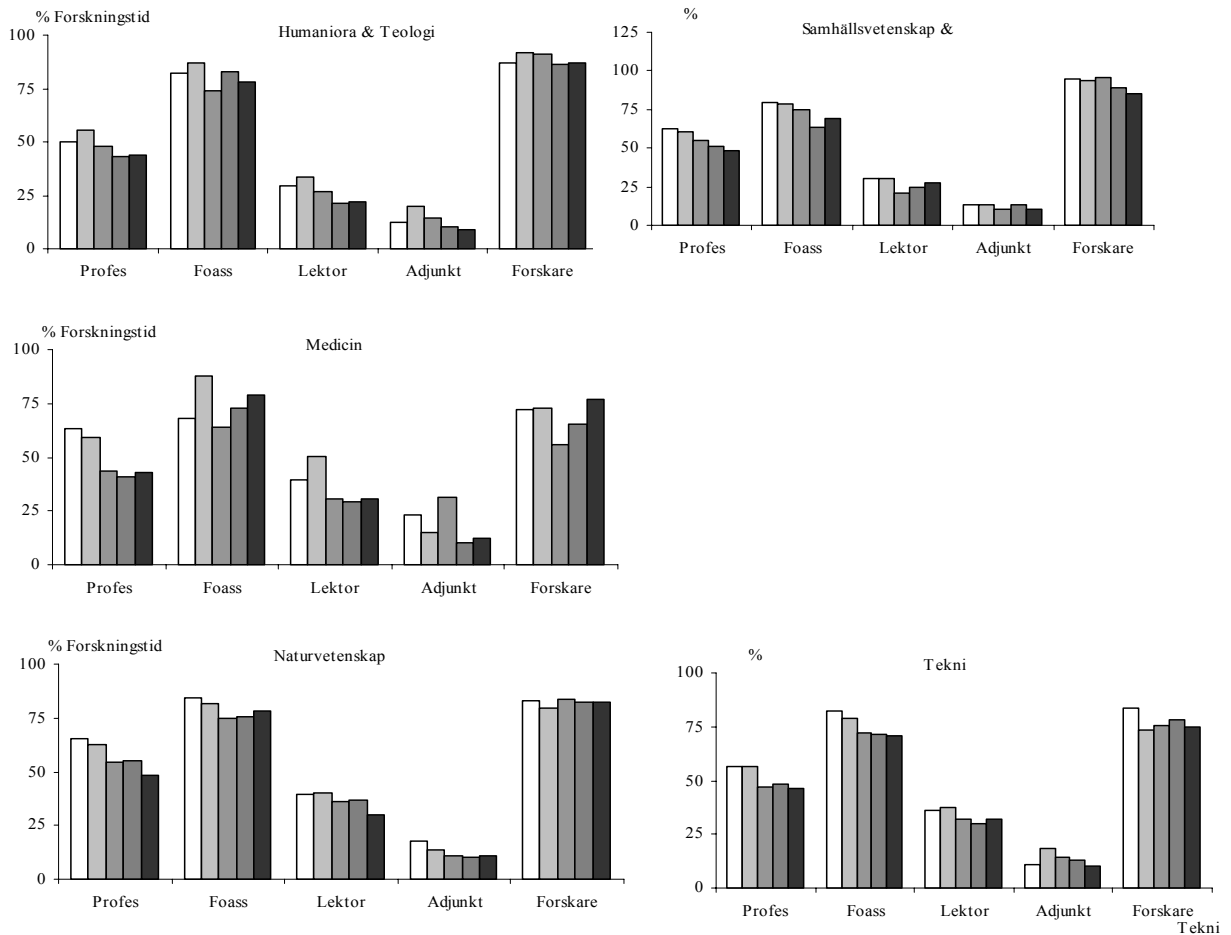 % Forskningstid
Humaniora & Teologi
100
75
50
25
0
Profes Foass Lektor Adjunkt Forskare
%
Samhällsvetenskap &
125
100
75
50
25
0
Profes Foass Lektor Adjunkt Forskare
% Forskningstid
Medicin
100
75
50
25
0
Profes Foass Lektor Adjunkt Forskare
% Forskningstid
Naturvetenskap
100
75
50
25
0
Profes Foass Lektor Adjunkt Forskare
%
Tekni
100
75
50
25
0
Profes Foass Lektor Adjunkt Forskare
Tekni